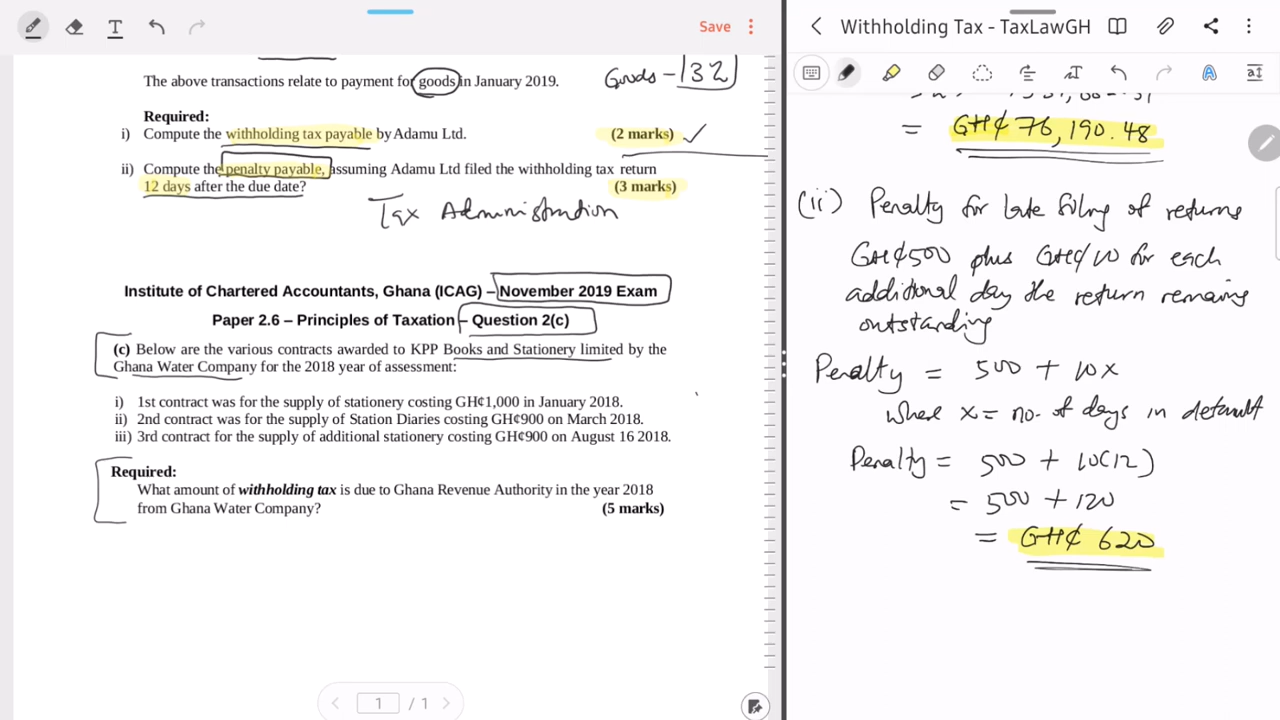 Save
The above transactions relate to payment for goods in January 2019.
Goods - 132
Required:
i) Compute the withholding tax payable by Adamu Ltd. (2 marks)
ii) Compute the penalty payable, assuming Adamu Ltd filed the withholding tax return
12 days after the due date? (3 marks)
Tax Administration
Institute of Chartered Accountants, Ghana (ICAG) – November 2019 Exam
Paper 2.6 – Principles of Taxation – Question 2(c)
(c) Below are the various contracts awarded to KPP Books and Stationery limited by the
Ghana Water Company for the 2018 year of assessment:
i) 1st contract was for the supply of stationery costing GH¢1,000 in January 2018.
ii) 2nd contract was for the supply of Station Diaries costing GH¢900 on March 2018.
iii) 3rd contract for the supply of additional stationery costing GH¢900 on August 16 2018.
Required:
What amount of withholding tax is due to Ghana Revenue Authority in the year 2018
from Ghana Water Company? (5 marks)
1 / 1
Withholding Tax - TaxLawGH
= GH¢ 76,190.48
(ii) Penalty for late filing of returns
GH¢500 plus GH¢10 for each
additional day the return remains
outstanding
Penalty = 500 + 10x
where x = no. of days in default
Penalty = 500 + 10(12)
= 500 + 120
= GH¢ 620